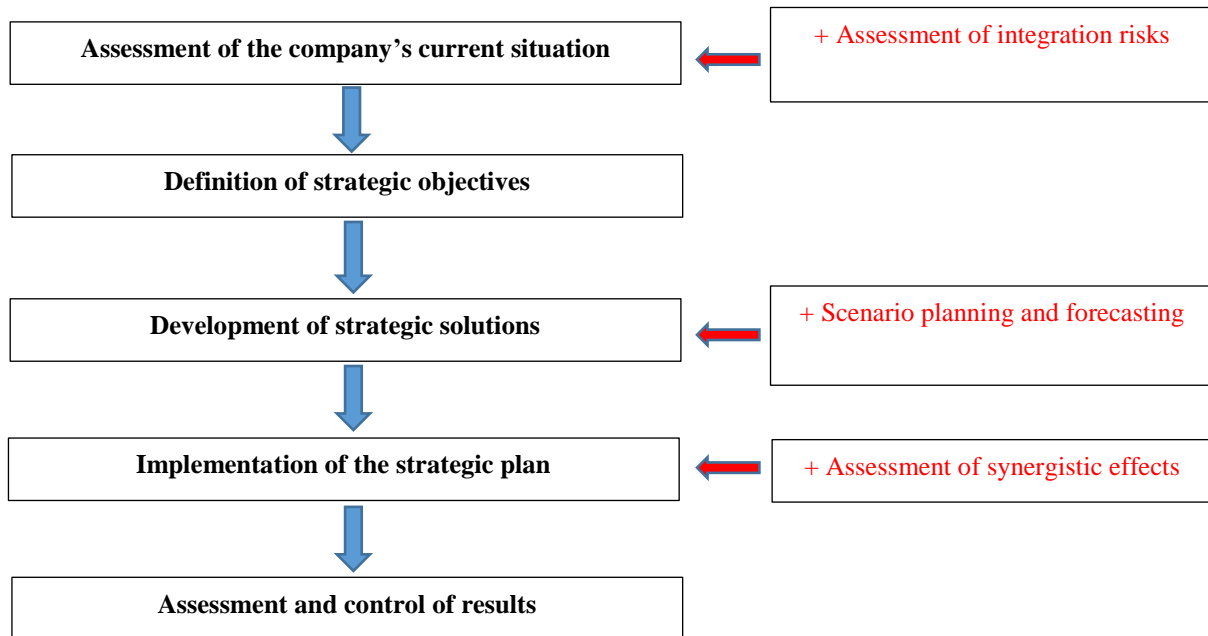 Assessment of the company’s current situation
+ Assessment of integration risks
Definition of strategic objectives
Development of strategic solutions
+ Scenario planning and forecasting
Implementation of the strategic plan
+ Assessment of synergistic effects
Assessment and control of results